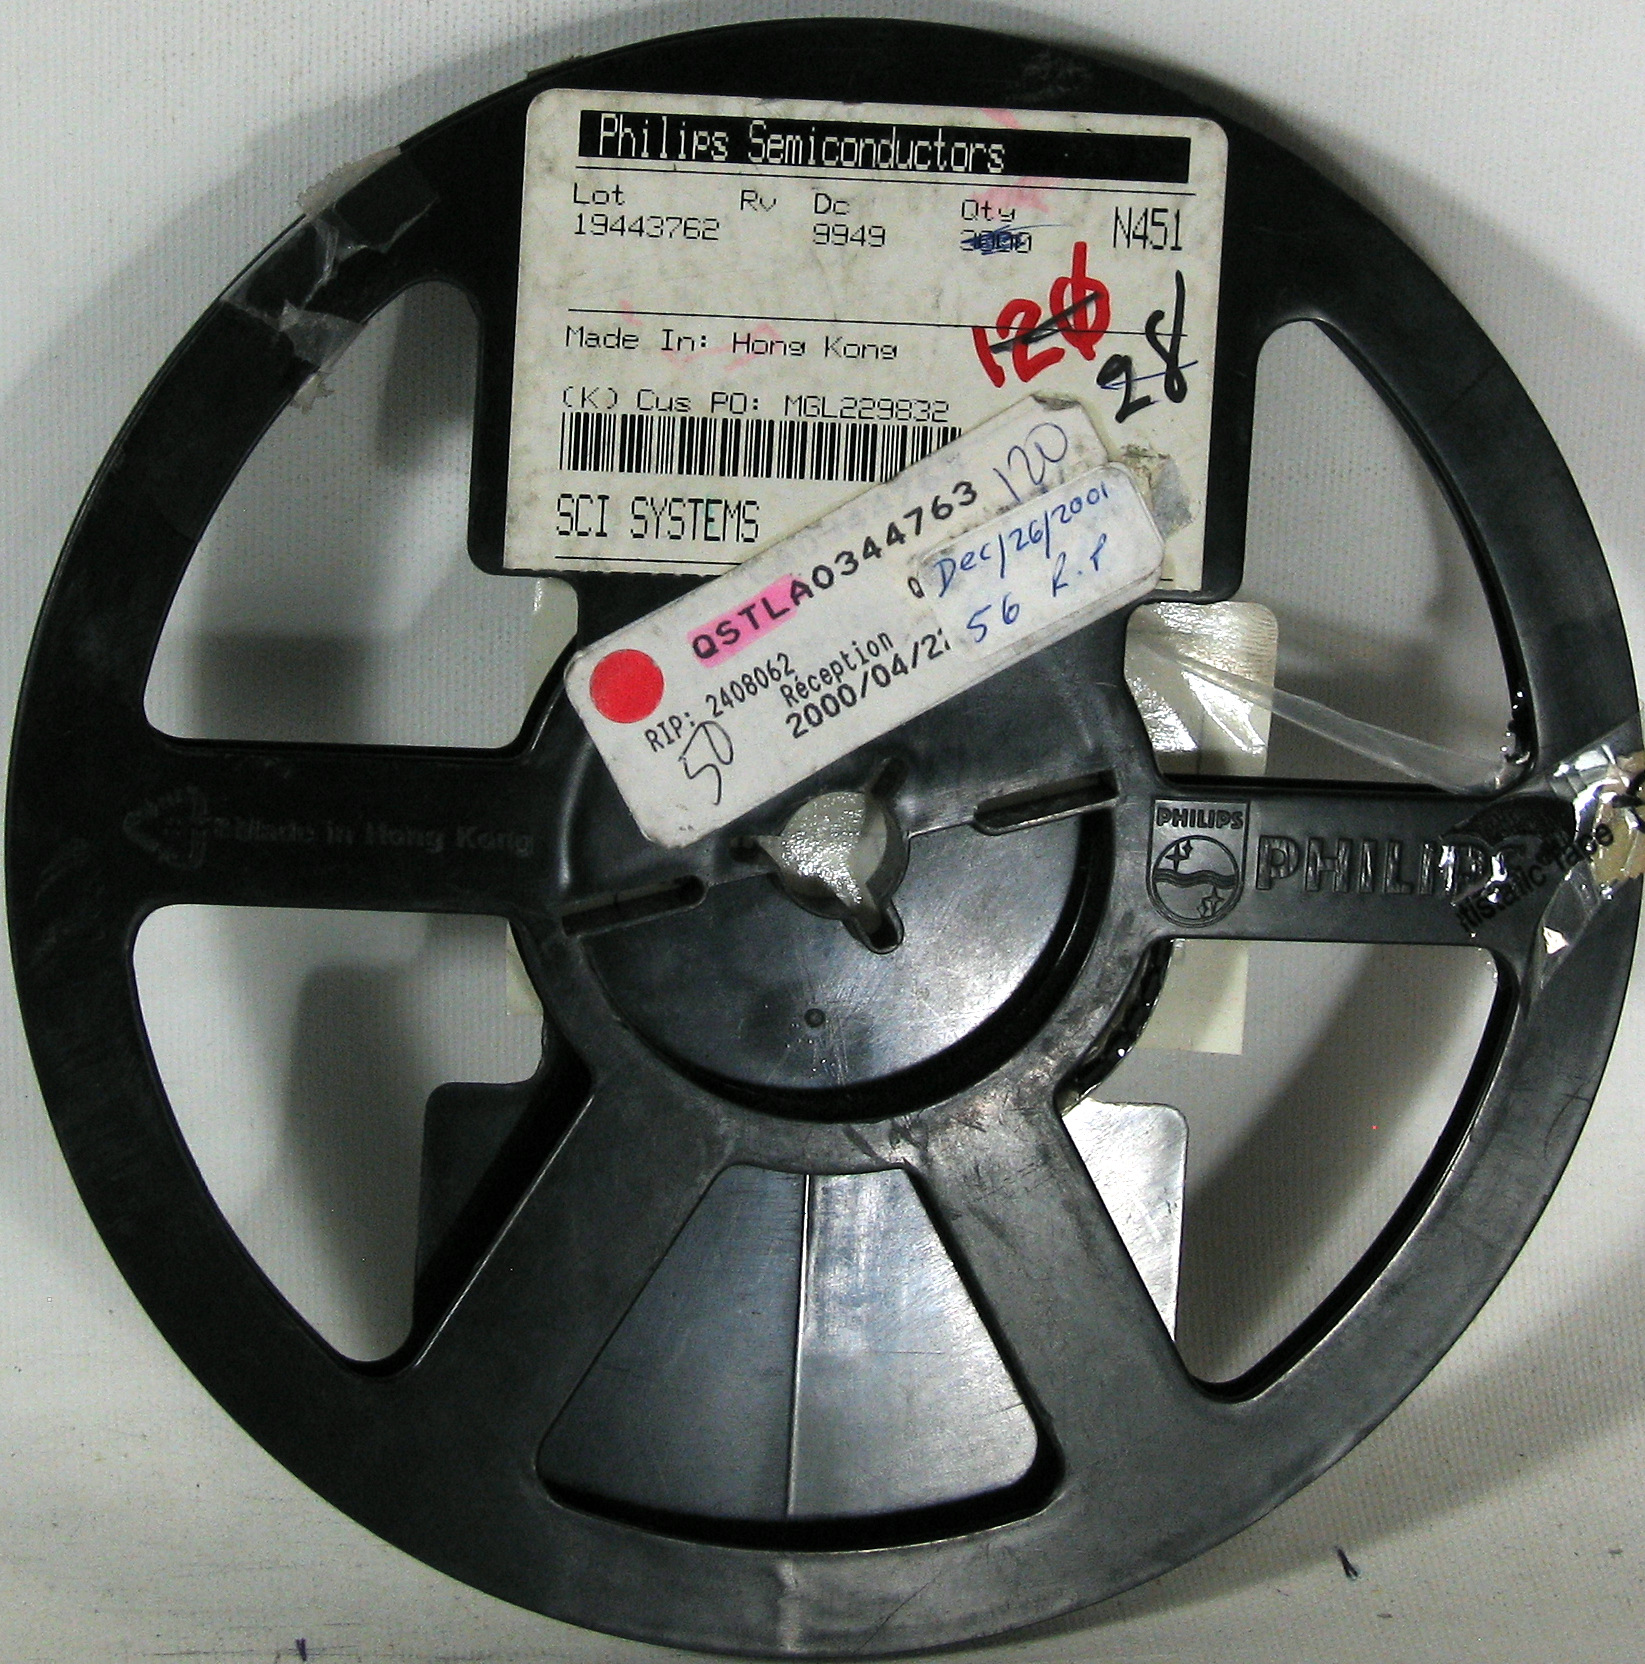 Philips Semiconductors
Lot Rv Dc Qty N451
19443762 9949 3000
120
28
Made In: Hong Kong
(K) Cus PO: MGL229832
SCI SYSTEMS
120
QSTLA0344763
Dec/26/2001
56 R.P
RIP: 2408062
Réception
2000/04/2
50
Made in Hong Kong
PHILIPS
PHILIPS